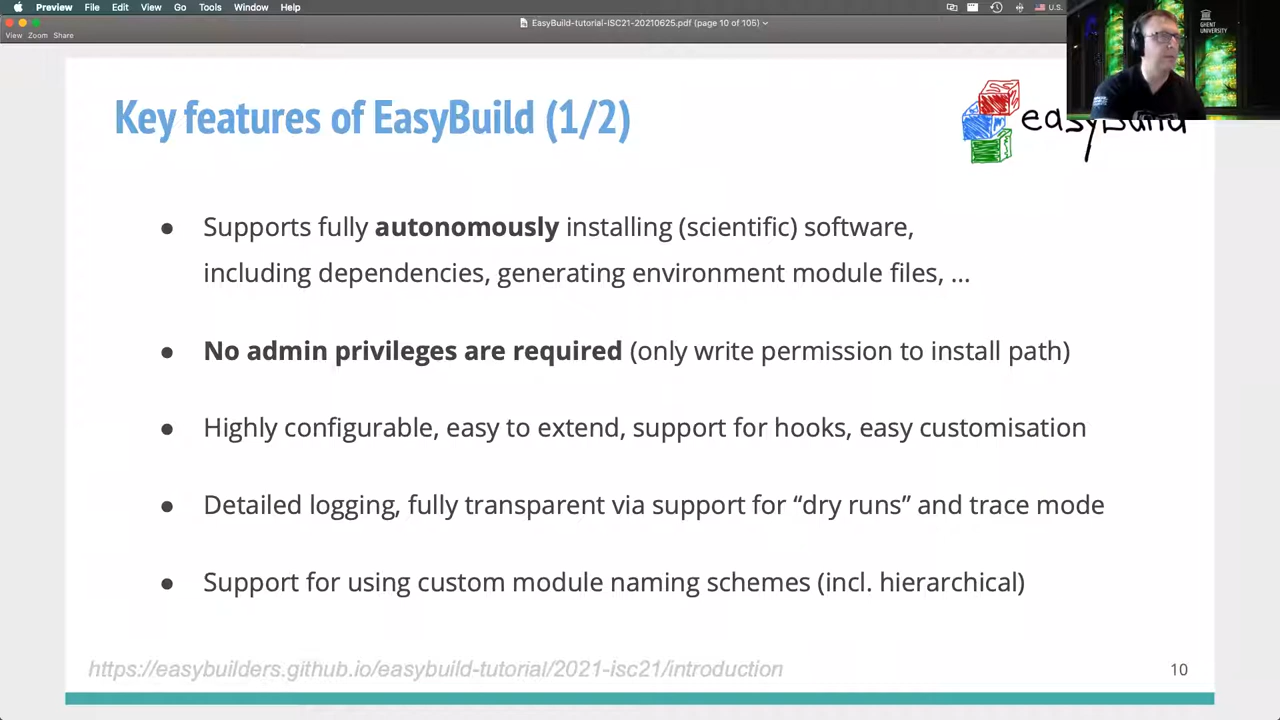 Preview File Edit View Go Tools Window Help
U.S.
EasyBuild-tutorial-ISC21-20210625.pdf (page 10 of 105)
View Zoom Share
GHENT
UNIVERSITY
Key features of EasyBuild (1/2)
easybuild
● Supports fully autonomously installing (scientific) software,
including dependencies, generating environment module files, ...
● No admin privileges are required (only write permission to install path)
● Highly configurable, easy to extend, support for hooks, easy customisation
● Detailed logging, fully transparent via support for “dry runs” and trace mode
● Support for using custom module naming schemes (incl. hierarchical)
https://easybuilders.github.io/easybuild-tutorial/2021-isc21/introduction
10